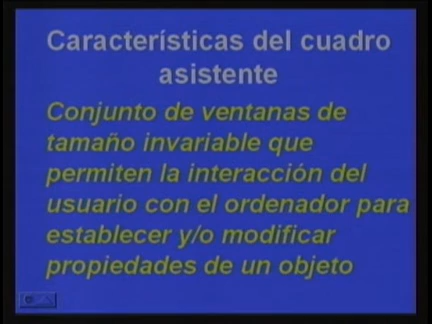 Características del cuadro
asistente
Conjunto de ventanas de
tamaño invariable que
permiten la interacción del
usuario con el ordenador para
establecer y/o modificar
propiedades de un objeto